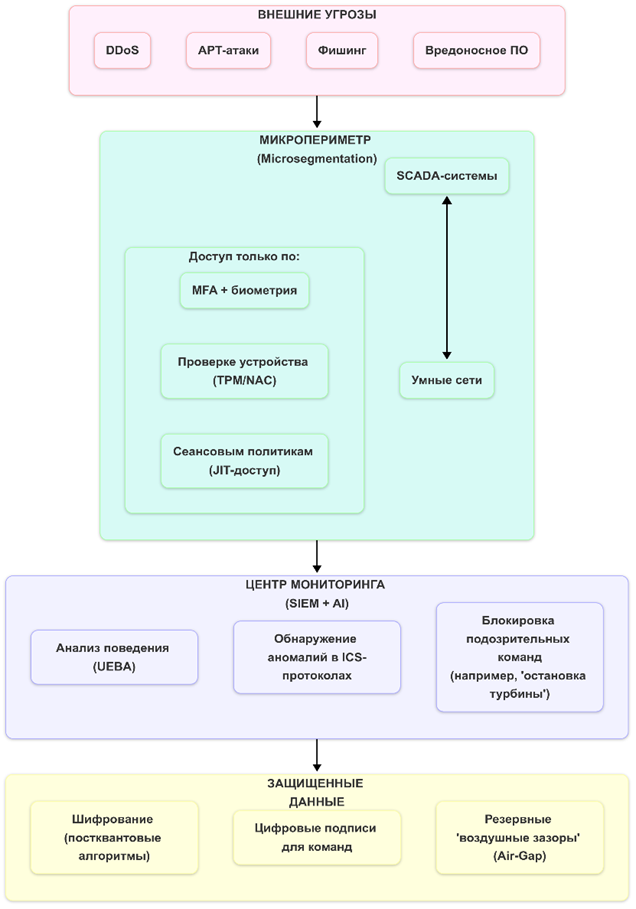 ВНЕШНИЕ УГРОЗЫ
DDoS
APT-атаки
Фишинг
Вредоносное ПО
МИКРОПЕРИМЕТР
(Microsegmentation)
SCADA-системы
Доступ только по:
MFA + биометрия
Проверке устройства
(TPM/NAC)
Умные сети
Сеансовым политикам
(JIT-доступ)
ЦЕНТР МОНИТОРИНГА
(SIEM + AI)
Анализ поведения
(UEBA)
Обнаружение
аномалий в ICS-
протоколах
Блокировка
подозрительных
команд
(например, 'остановка
турбины')
ЗАЩИЩЕННЫЕ
ДАННЫЕ
Шифрование
(постквантовые
алгоритмы)
Цифровые подписи
для команд
Резервные
'воздушные зазоры'
(Air-Gap)